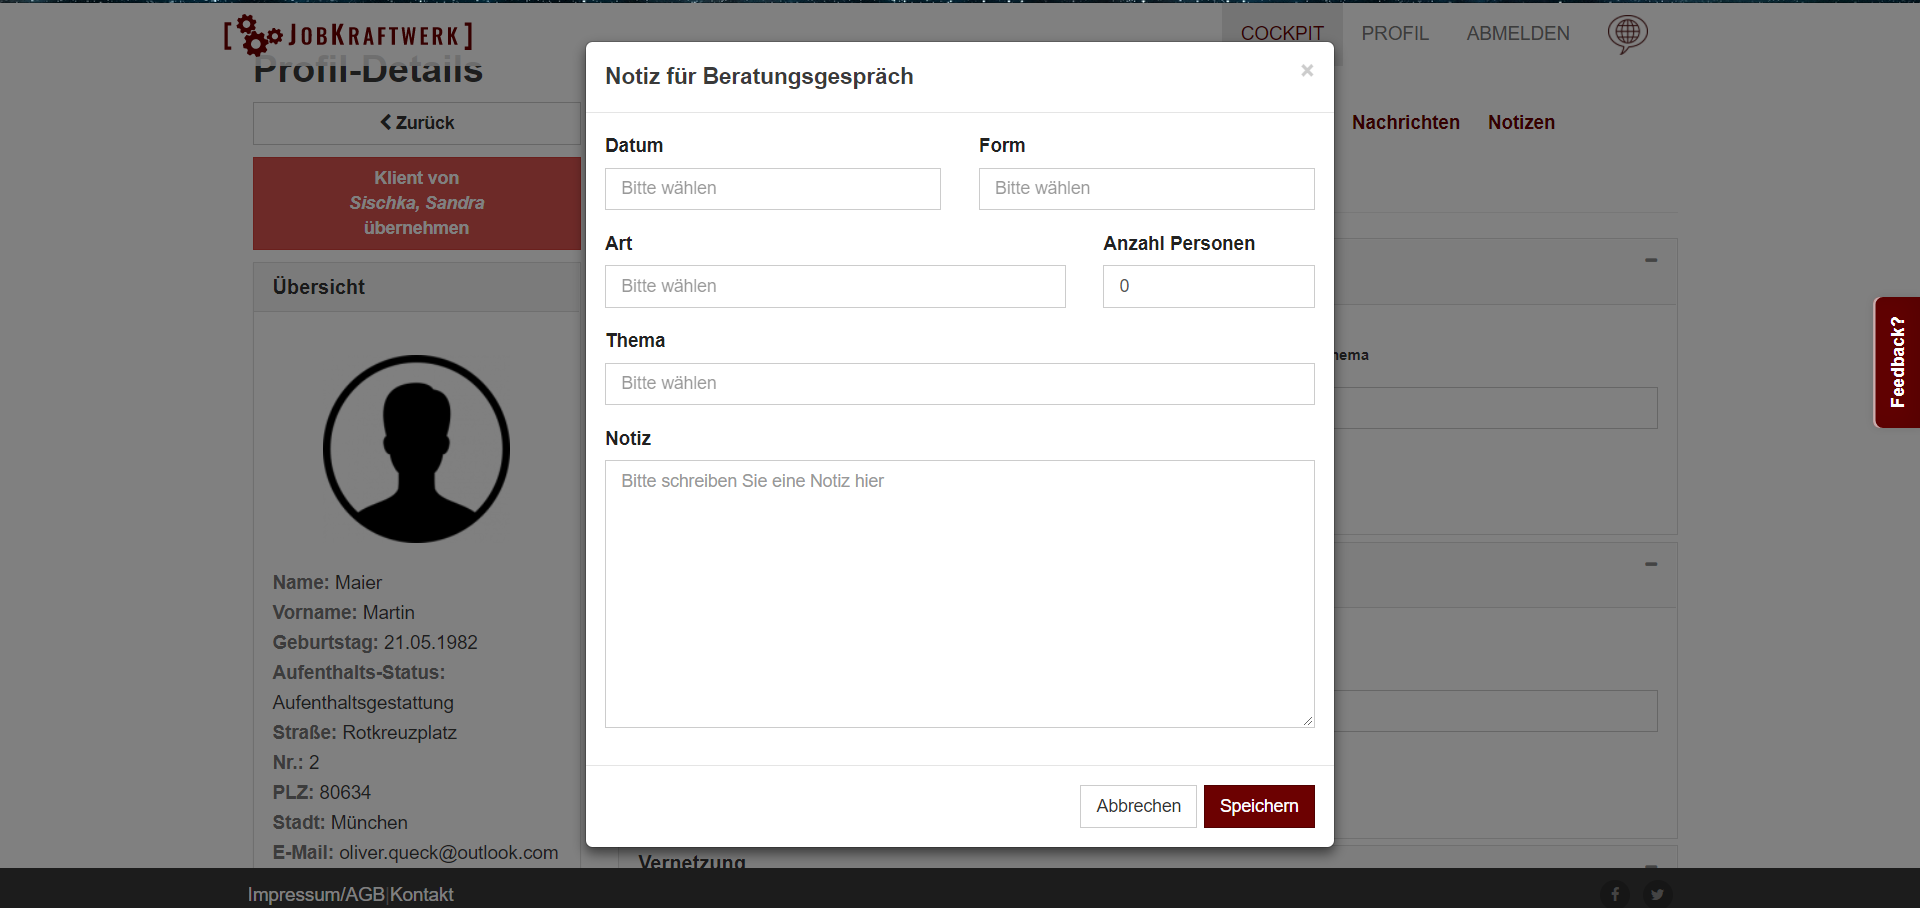 [JOBKRAFTWERK]
COCKPIT
PROFIL
ABMELDEN
Profil-Details
Zurück
Klient von
Sischka, Sandra
übernehmen
Übersicht
Name: Maier
Vorname: Martin
Geburtstag: 21.05.1982
Aufenthalts-Status:
Aufenthaltsgestattung
Straße: Rotkreuzplatz
Nr.: 2
PLZ: 80634
Stadt: München
E-Mail: oliver.queck@outlook.com
Notiz für Beratungsgespräch
×
Datum
Form
Bitte wählen
Bitte wählen
Art
Anzahl Personen
Bitte wählen
0
Thema
Bitte wählen
Notiz
Bitte schreiben Sie eine Notiz hier
Abbrechen
Speichern
Nachrichten
Notizen
hema
Vernetzung
Feedback?
Impressum/AGB|Kontakt